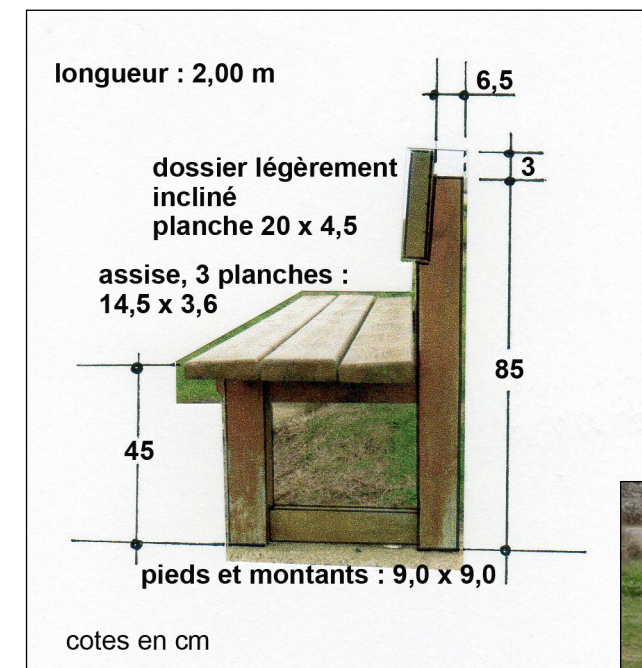 longueur : 2,00 m
6,5
3
dossier légèrement
incliné
planche 20 x 4,5
assise, 3 planches :
14,5 x 3,6
85
45
pieds et montants : 9,0 x 9,0
cotes en cm